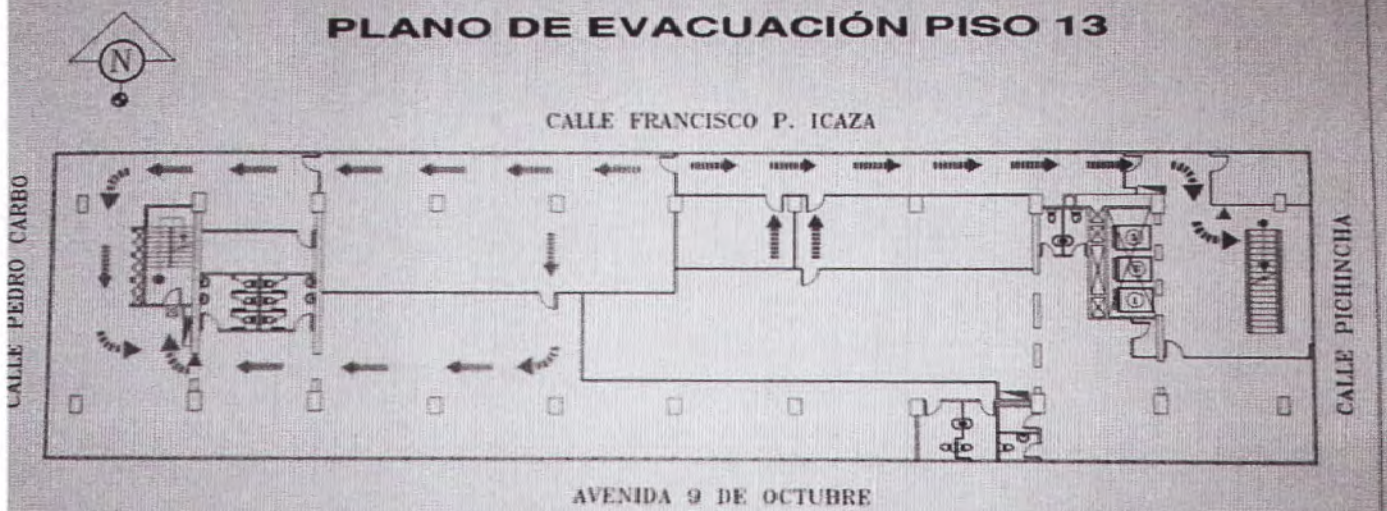 PLANO DE EVACUACIÓN PISO 13
N
CALLE FRANCISCO P. ICAZA
CALLE PEDRO CARBO
CALLE PICHINCHA
AVENIDA 9 DE OCTUBRE